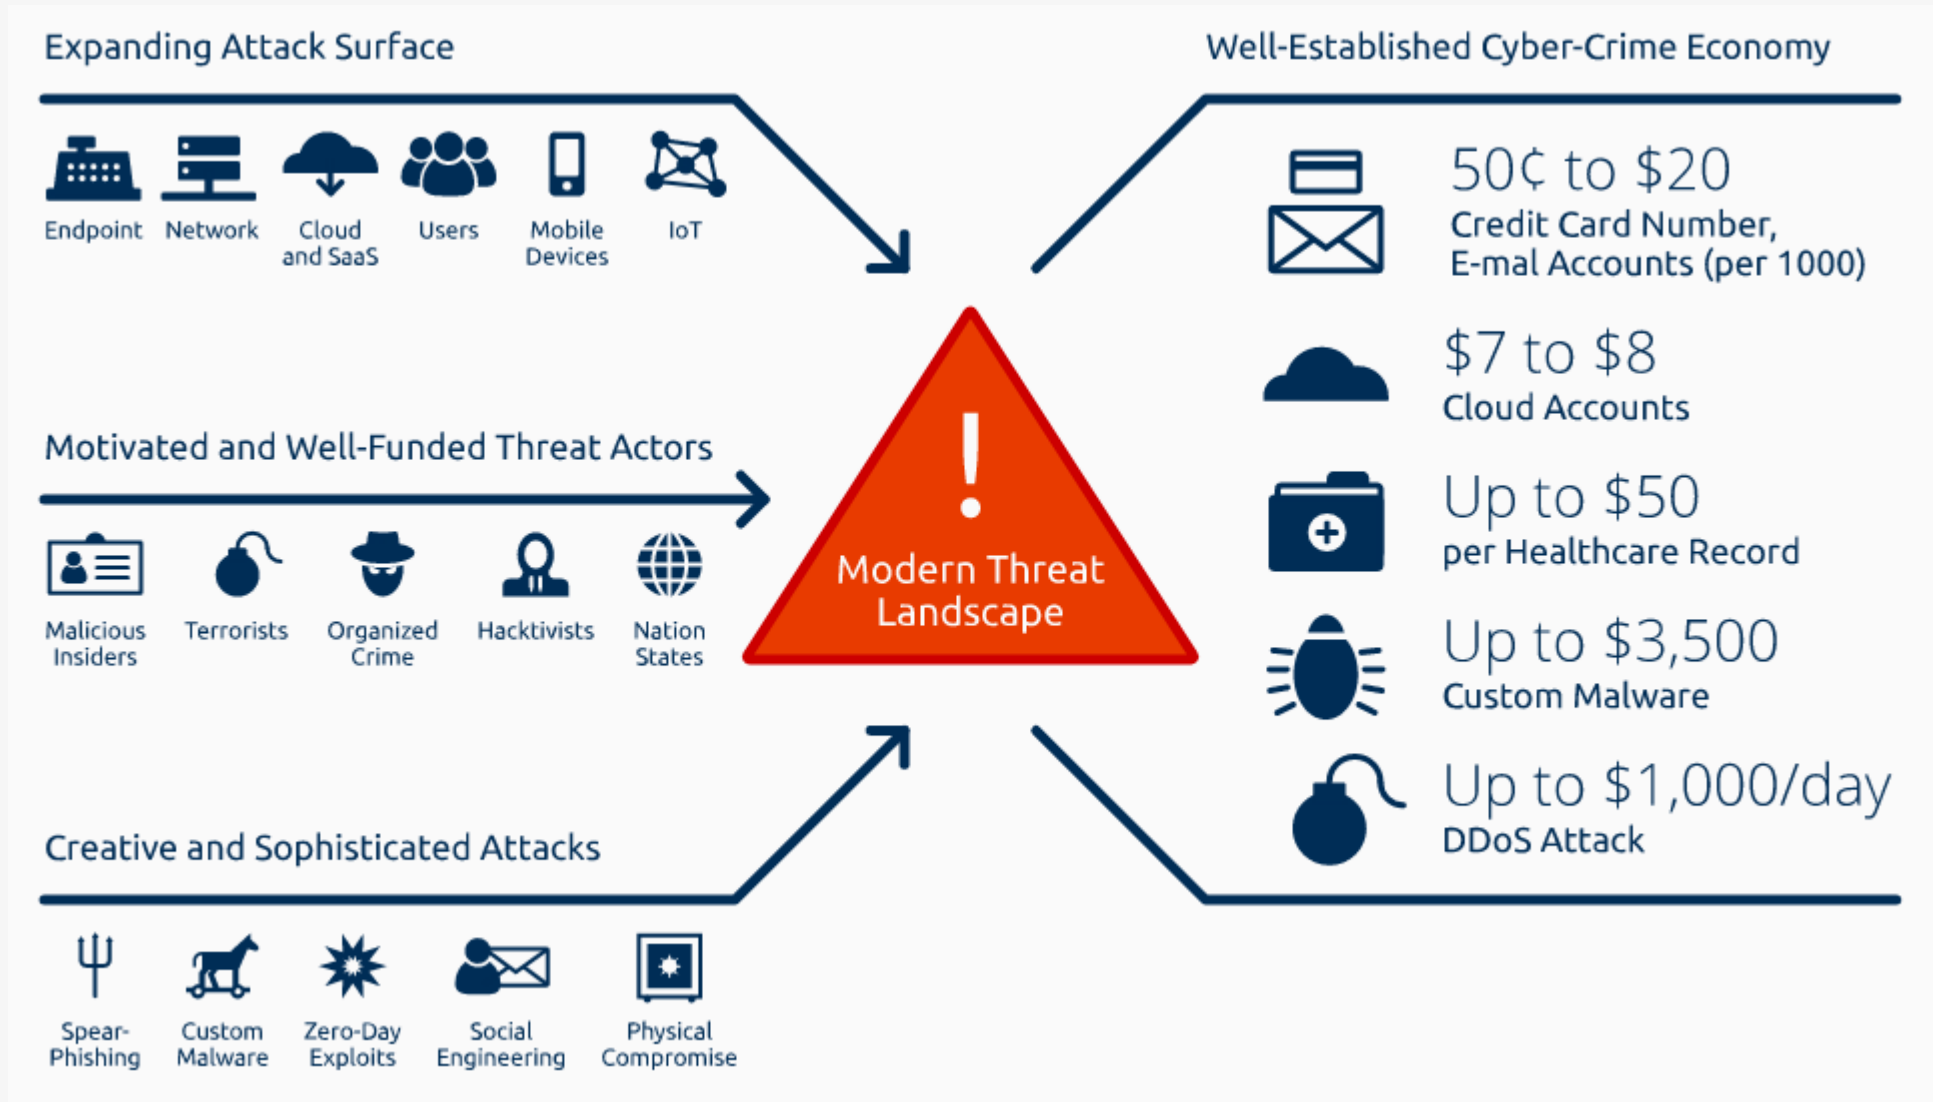 Expanding Attack Surface
Endpoint
Network
Cloud
and SaaS
Users
Mobile
Devices
IoT
Motivated and Well-Funded Threat Actors
Malicious
Insiders
Terrorists
Organized
Crime
Hacktivists
Nation
States
Creative and Sophisticated Attacks
Spear-
Phishing
Custom
Malware
Zero-Day
Exploits
Social
Engineering
Physical
Compromise
!
Modern Threat
Landscape
Well-Established Cyber-Crime Economy
50¢ to $20
Credit Card Number,
E-mal Accounts (per 1000)
$7 to $8
Cloud Accounts
Up to $50
per Healthcare Record
Up to $3,500
Custom Malware
Up to $1,000/day
DDoS Attack